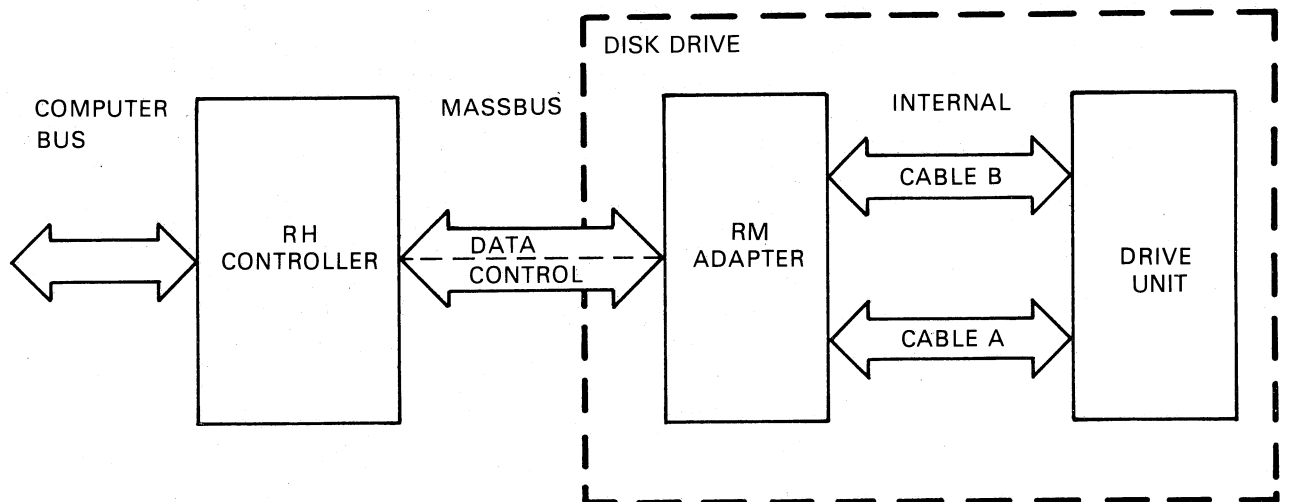 DISK DRIVE
COMPUTER
BUS
MASSBUS
INTERNAL
RH
CONTROLLER
DATA
CONTROL
RM
ADAPTER
CABLE B
CABLE A
DRIVE
UNIT